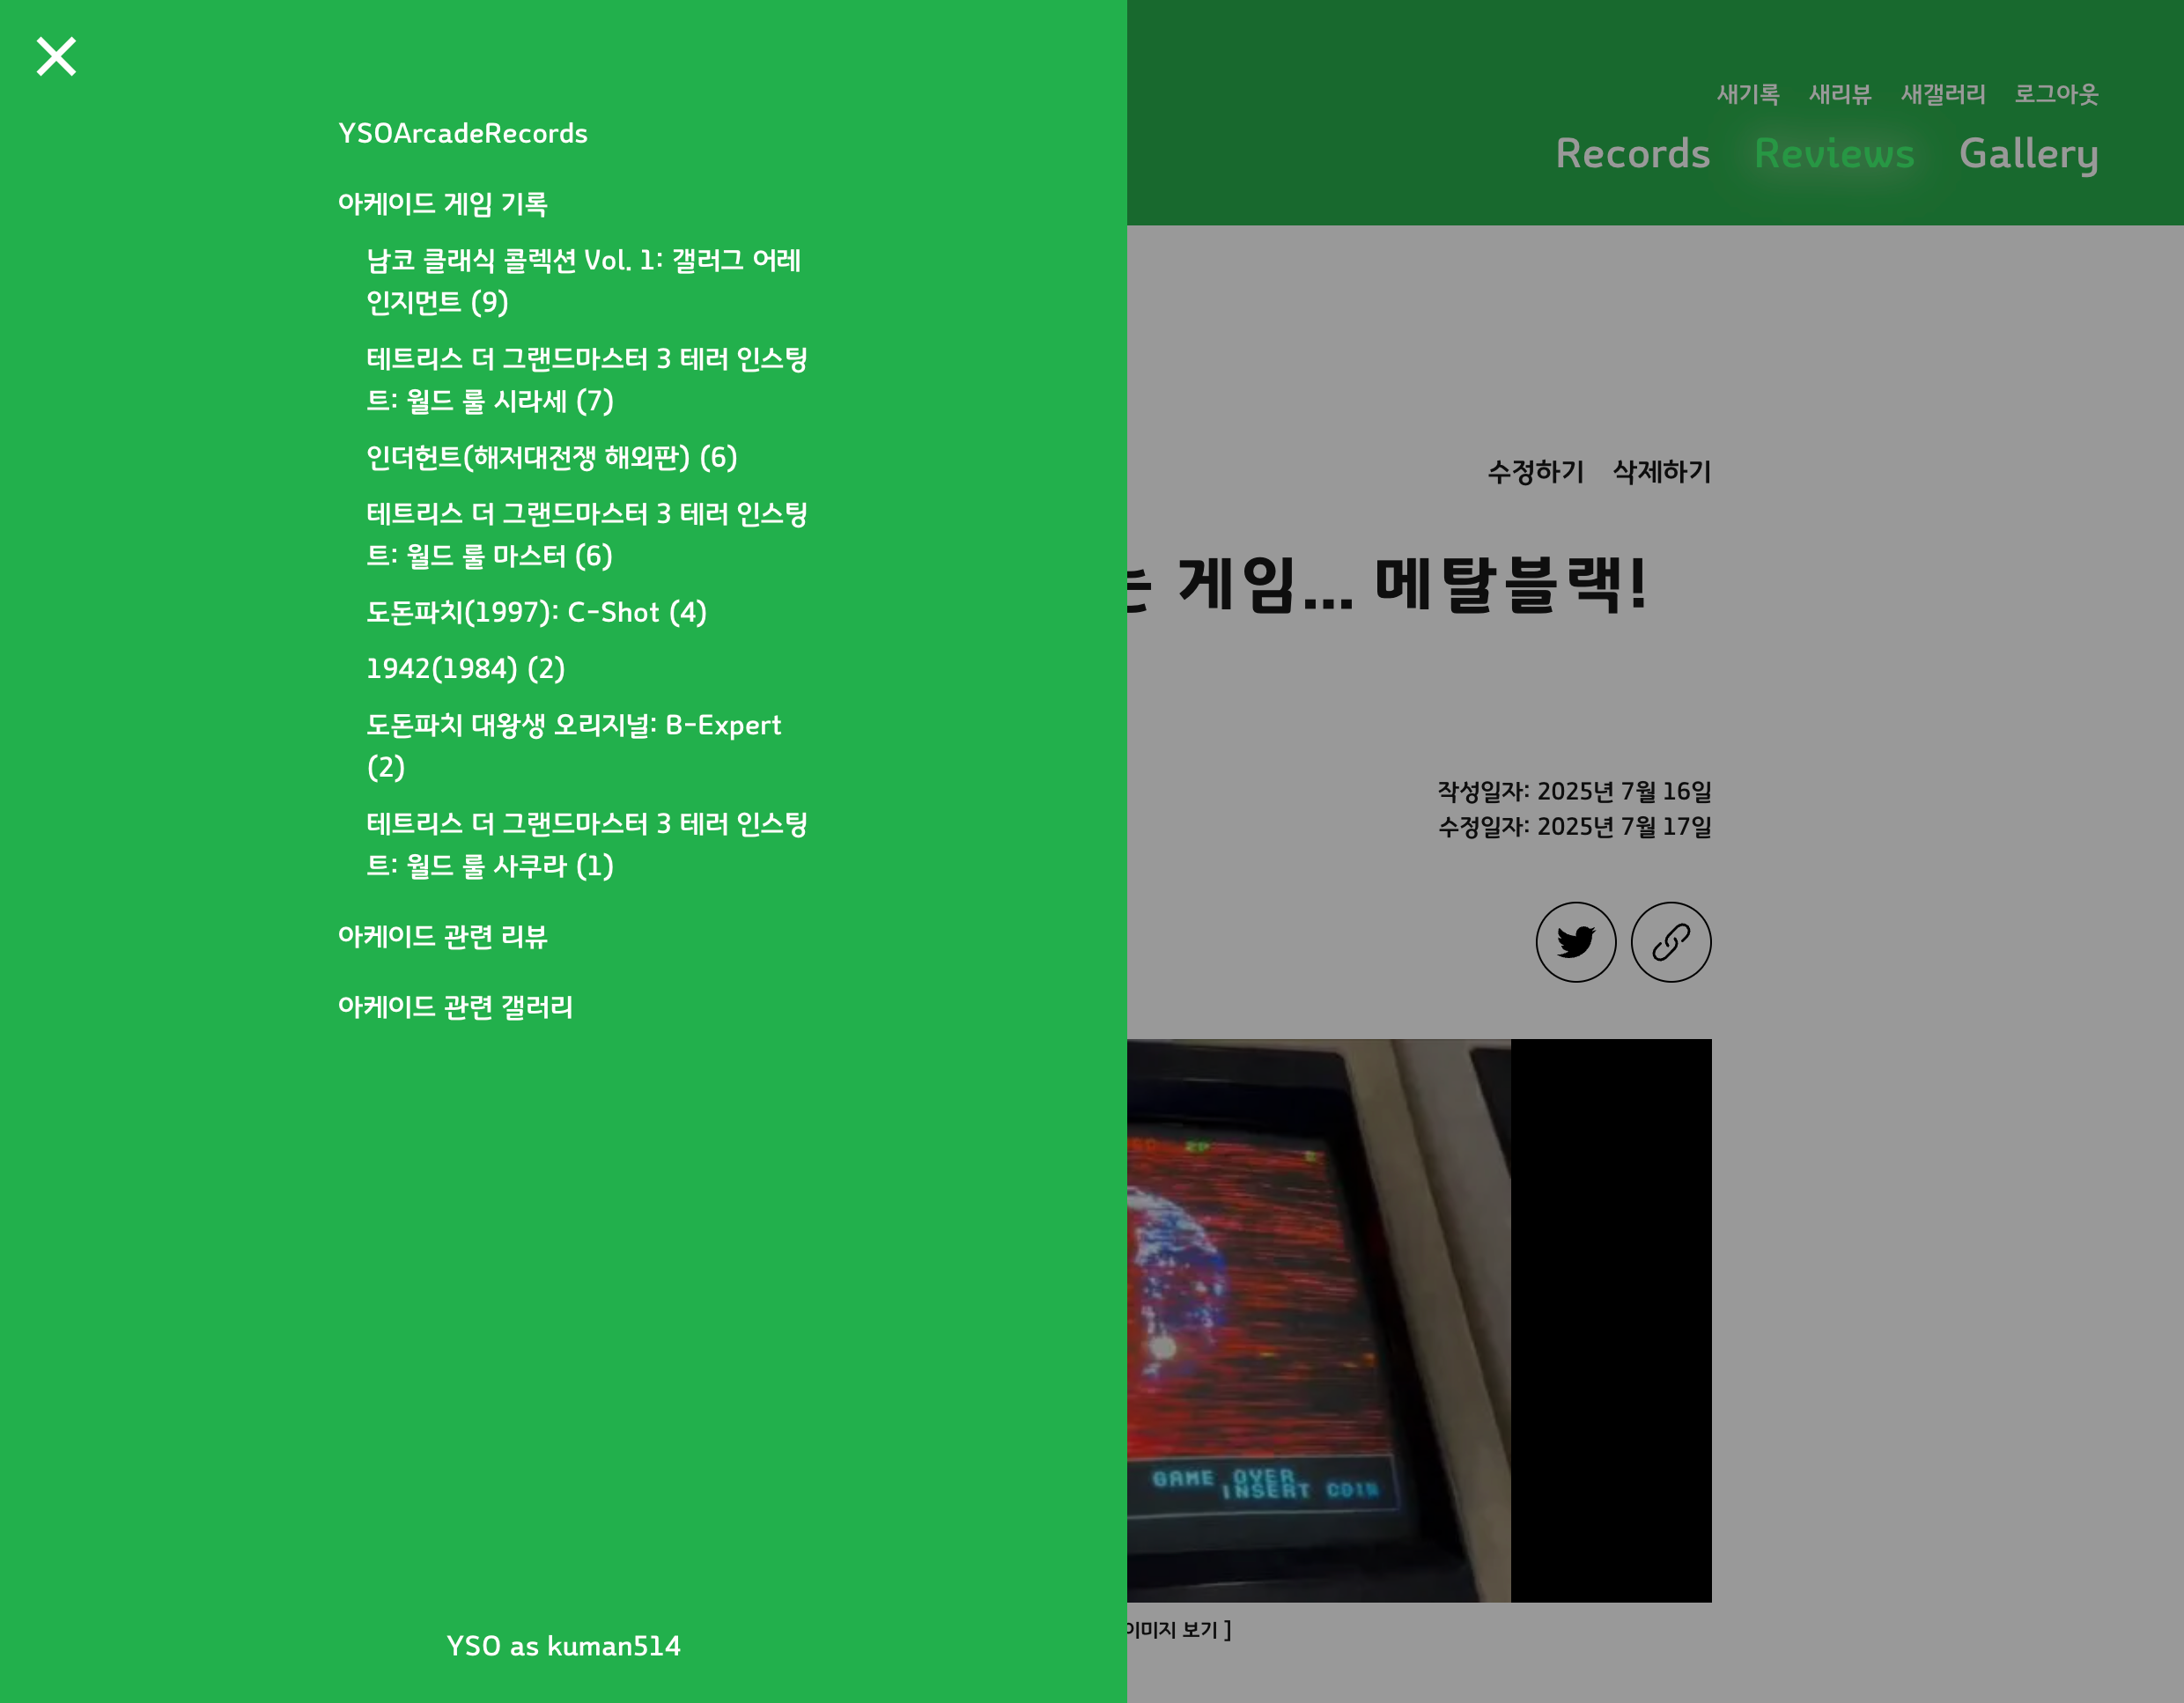 YSOArcadeRecords
아케이드 게임 기록
남코 클래식 콜렉션 Vol. 1: 갤러그 어레
인지먼트 (9)
테트리스 더 그랜드마스터 3 테러 인스팅
트: 월드 룰 시라세 (7)
인더헌트(해저대전쟁 해외판) (6)
테트리스 더 그랜드마스터 3 테러 인스팅
트: 월드 룰 마스터 (6)
도돈파치(1997): C-Shot (4)
1942(1984) (2)
도돈파치 대왕생 오리지널: B-Expert
(2)
테트리스 더 그랜드마스터 3 테러 인스팅
트: 월드 룰 사쿠라 (1)
아케이드 관련 리뷰
아케이드 관련 갤러리
YSO as kuman514
새기록 새리뷰 새갤러리 로그아웃
Records Reviews Gallery
수정하기 삭제하기
는 게임... 메탈블랙!
작성일자: 2025년 7월 16일
수정일자: 2025년 7월 17일
2P
GAME OVER
INSERT COIN
이미지 보기 ]